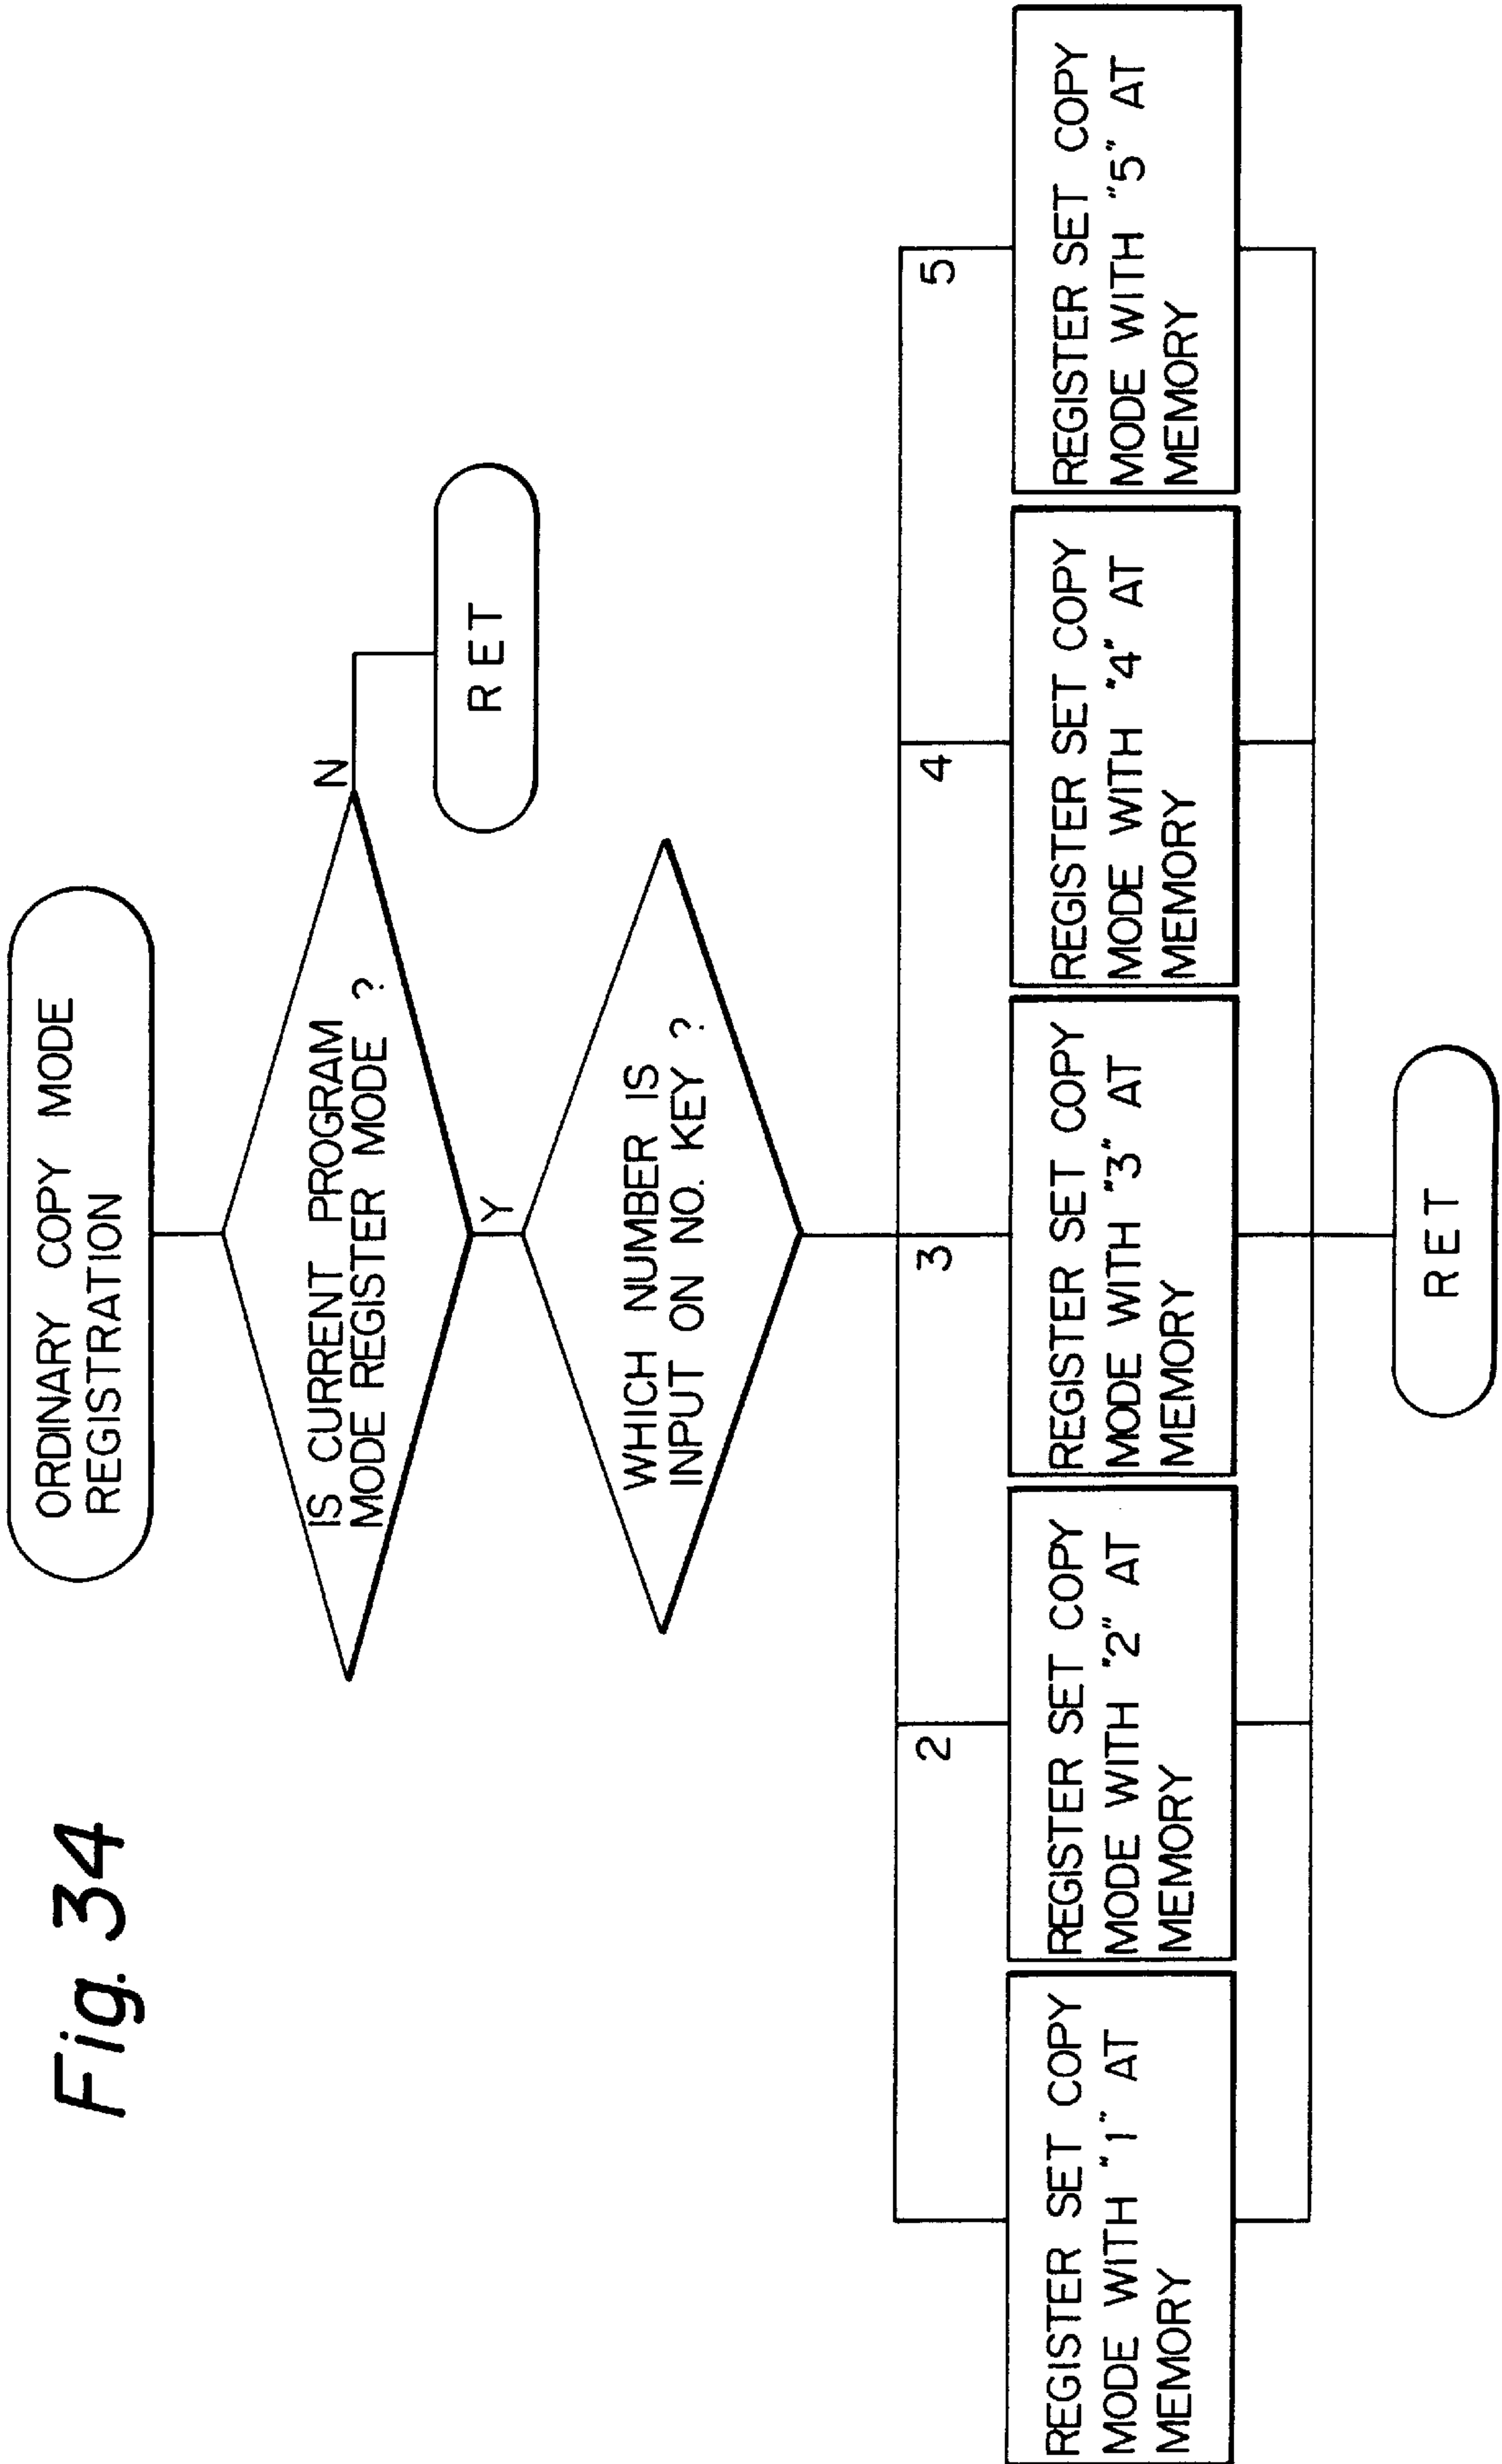 Fig. 34
ORDINARY COPY MODE
REGISTRATION
IS CURRENT PROGRAM
MODE REGISTER MODE ?
N
RET
Y
WHICH NUMBER IS
INPUT ON NO. KEY ?
2
3
4
5
REGISTER SET COPY
MODE WITH "1" AT
MEMORY
REGISTER SET COPY
MODE WITH "2" AT
MEMORY
REGISTER SET COPY
MODE WITH "3" AT
MEMORY
REGISTER SET COPY
MODE WITH "4" AT
MEMORY
REGISTER SET COPY
MODE WITH "5" AT
MEMORY
RET